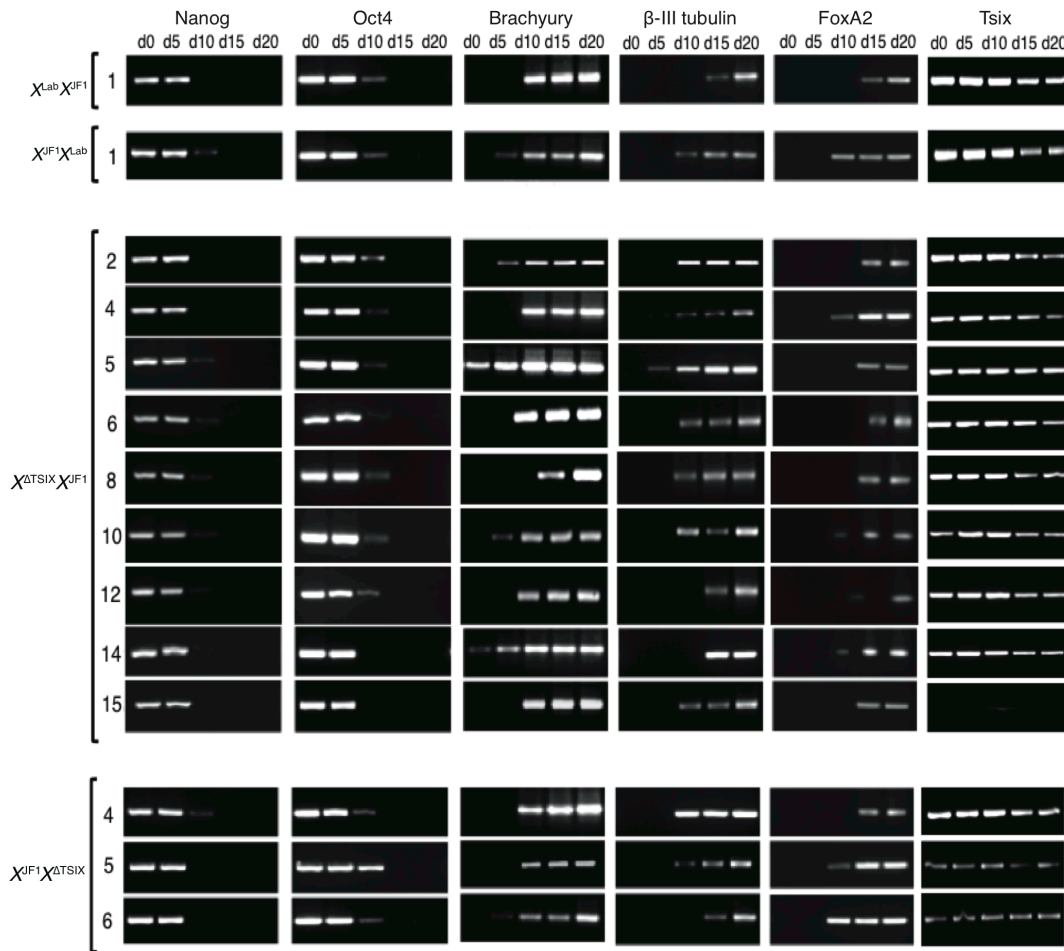 Nanog Oct4 Brachyury β-III tubulin FoxA2 Tsix
d0 d5 d10 d15 d20 d0 d5 d10 d15 d20 d0 d5 d10 d15 d20 d0 d5 d10 d15 d20 d0 d5 d10 d15 d20 d0 d5 d10 d15 d20
XLabXJF1 1
XJF1XLab 1
2
4
5
6
XΔTSIXXJF1 8
10
12
14
15
4
XJF1XΔTSIX 5
6